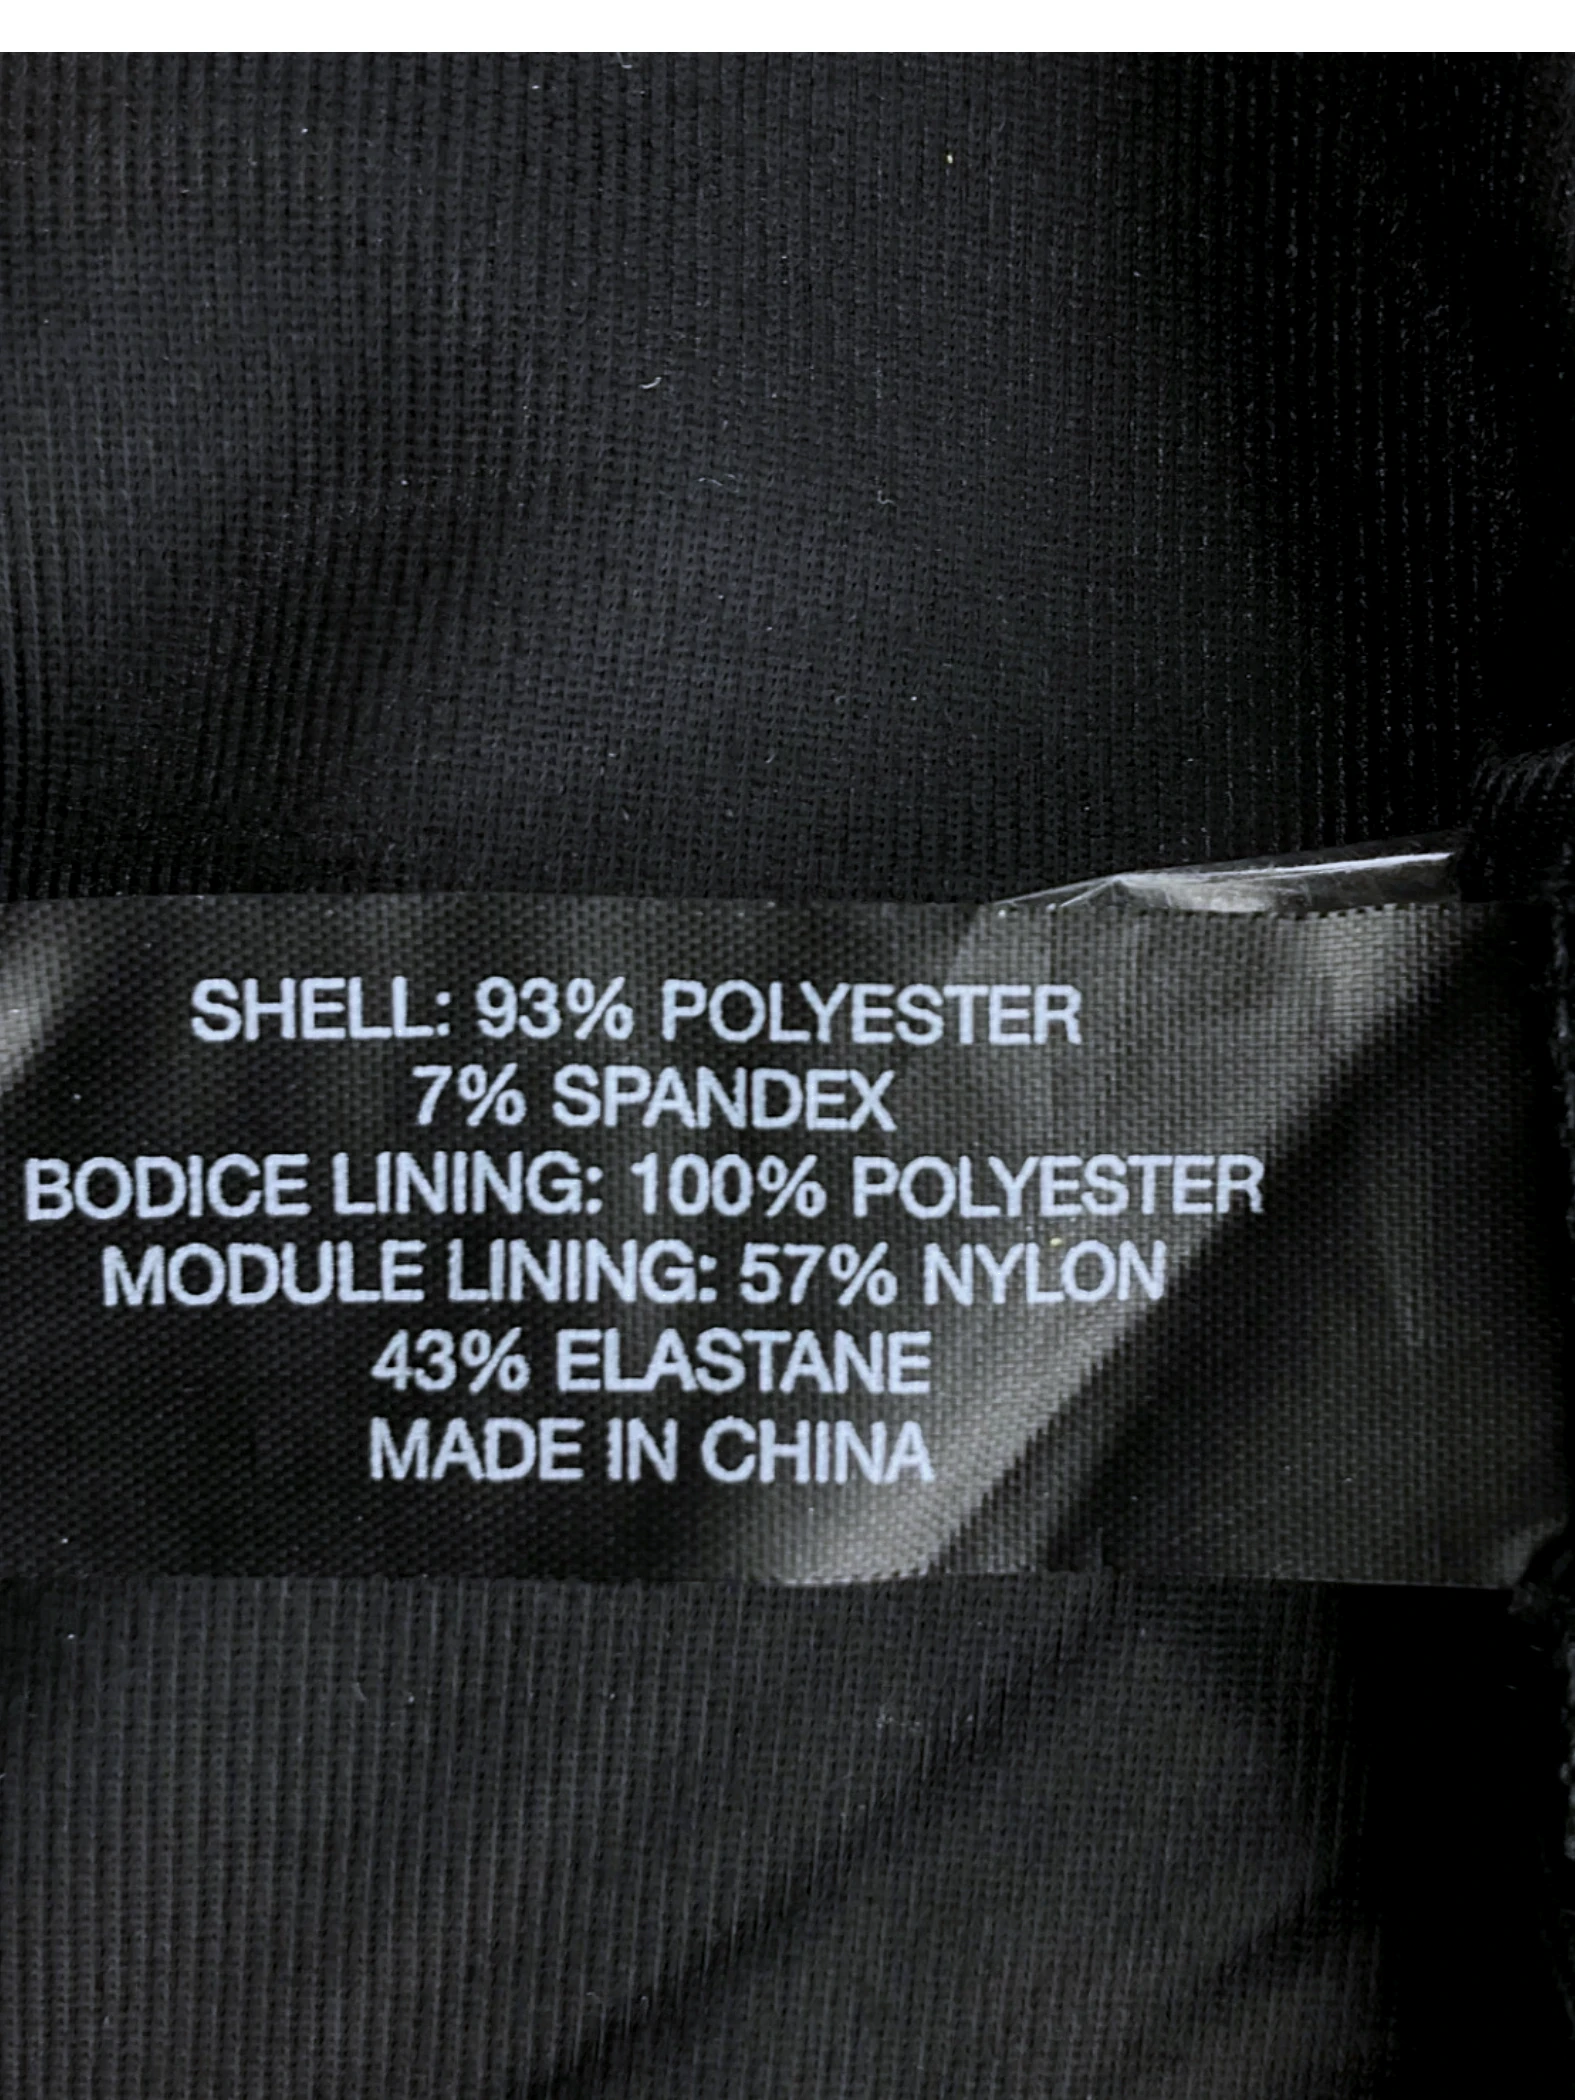 SHELL: 93% POLYESTER
7% SPANDEX
BODICE LINING: 100% POLYESTER
MODULE LINING: 57% NYLON
43% ELASTANE
MADE IN CHINA